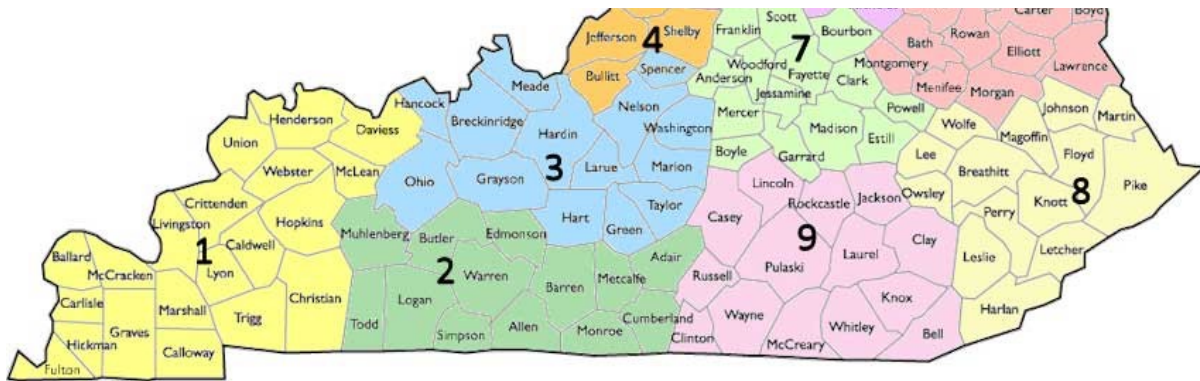 Scott
Carter
Boyd
Jefferson
4
Shelby
Franklin
7
Bourbon
Bath
Rowan
Elliott
Bullitt
Spencer
Woodford
Fayette
Montgomery
Lawrence
Anderson
Clark
Menifee
Morgan
Meade
Jessamine
Hancock
Nelson
Mercer
Powell
Johnson
Martin
Henderson
Daviess
Breckinridge
Hardin
Washington
Madison
Estill
Wolfe
Magoffin
Union
Boyle
Garrard
Lee
Floyd
Webster
McLean
Ohio
Grayson
3
Larue
Marion
Breathitt
Pike
Lincoln
Rockcastle
Jackson
Owsley
Knott
8
Crittenden
Livingston
Hopkins
Hart
Taylor
Casey
Perry
Muhlenberg
Butler
Edmonson
Green
9
Clay
Caldwell
1
Ballard
McCracken
Lyon
2
Warren
Metcalfe
Adair
Russell
Pulaski
Laurel
Leslie
Letcher
Carlisle
Marshall
Christian
Logan
Barren
Knox
Harlan
Graves
Trigg
Todd
Simpson
Allen
Monroe
Cumberland
Wayne
Whitley
Bell
Hickman
Calloway
Clinton
McCreary
Fulton